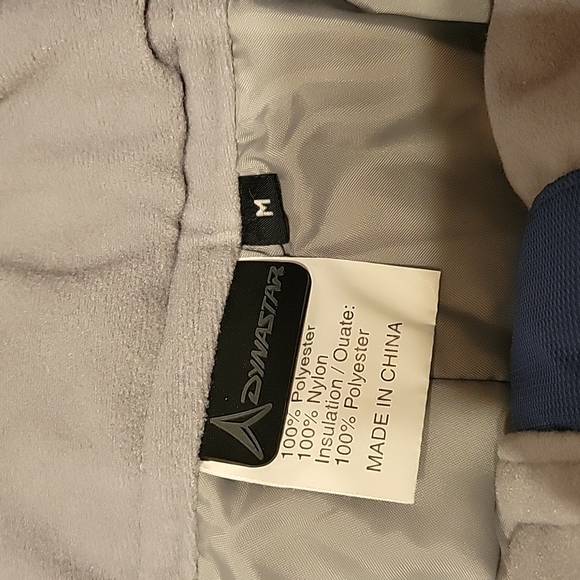 M
DYNASTAR
100% Polyester
100% Nylon
Insulation / Ouate:
100% Polyester
MADE IN CHINA